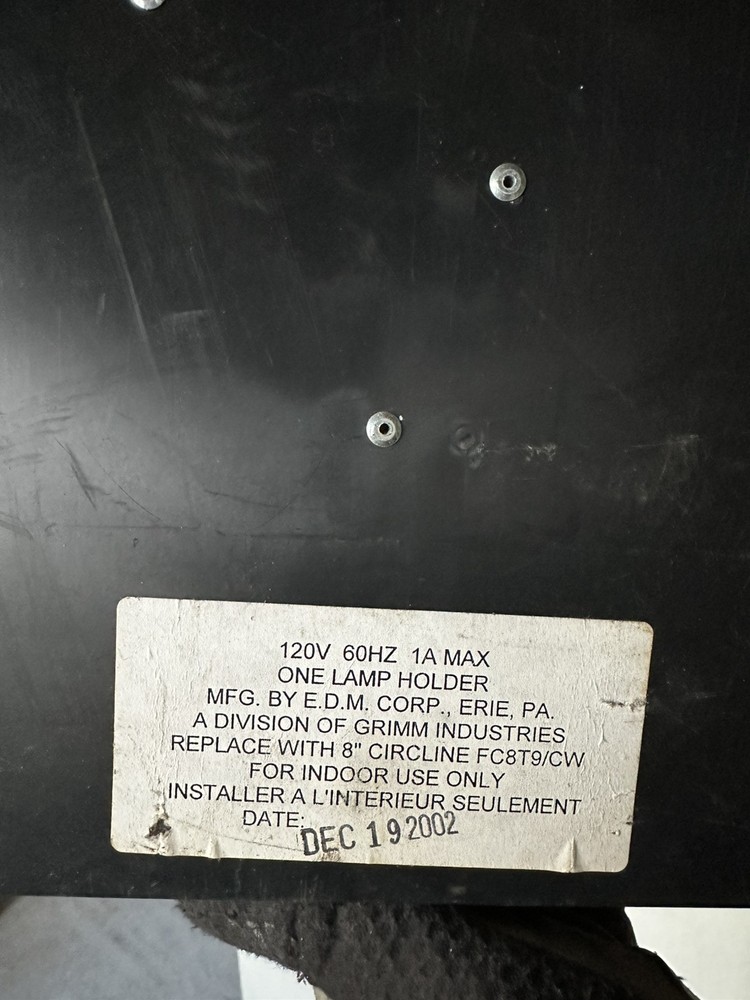 120V 60HZ 1A MAX
ONE LAMP HOLDER
MFG. BY E.D.M. CORP., ERIE, PA.
A DIVISION OF GRIMM INDUSTRIES
REPLACE WITH 8" CIRCLINE FC8T9/CW
FOR INDOOR USE ONLY
INSTALLER A L'INTERIEUR SEULEMENT
DATE: DEC 19 2002